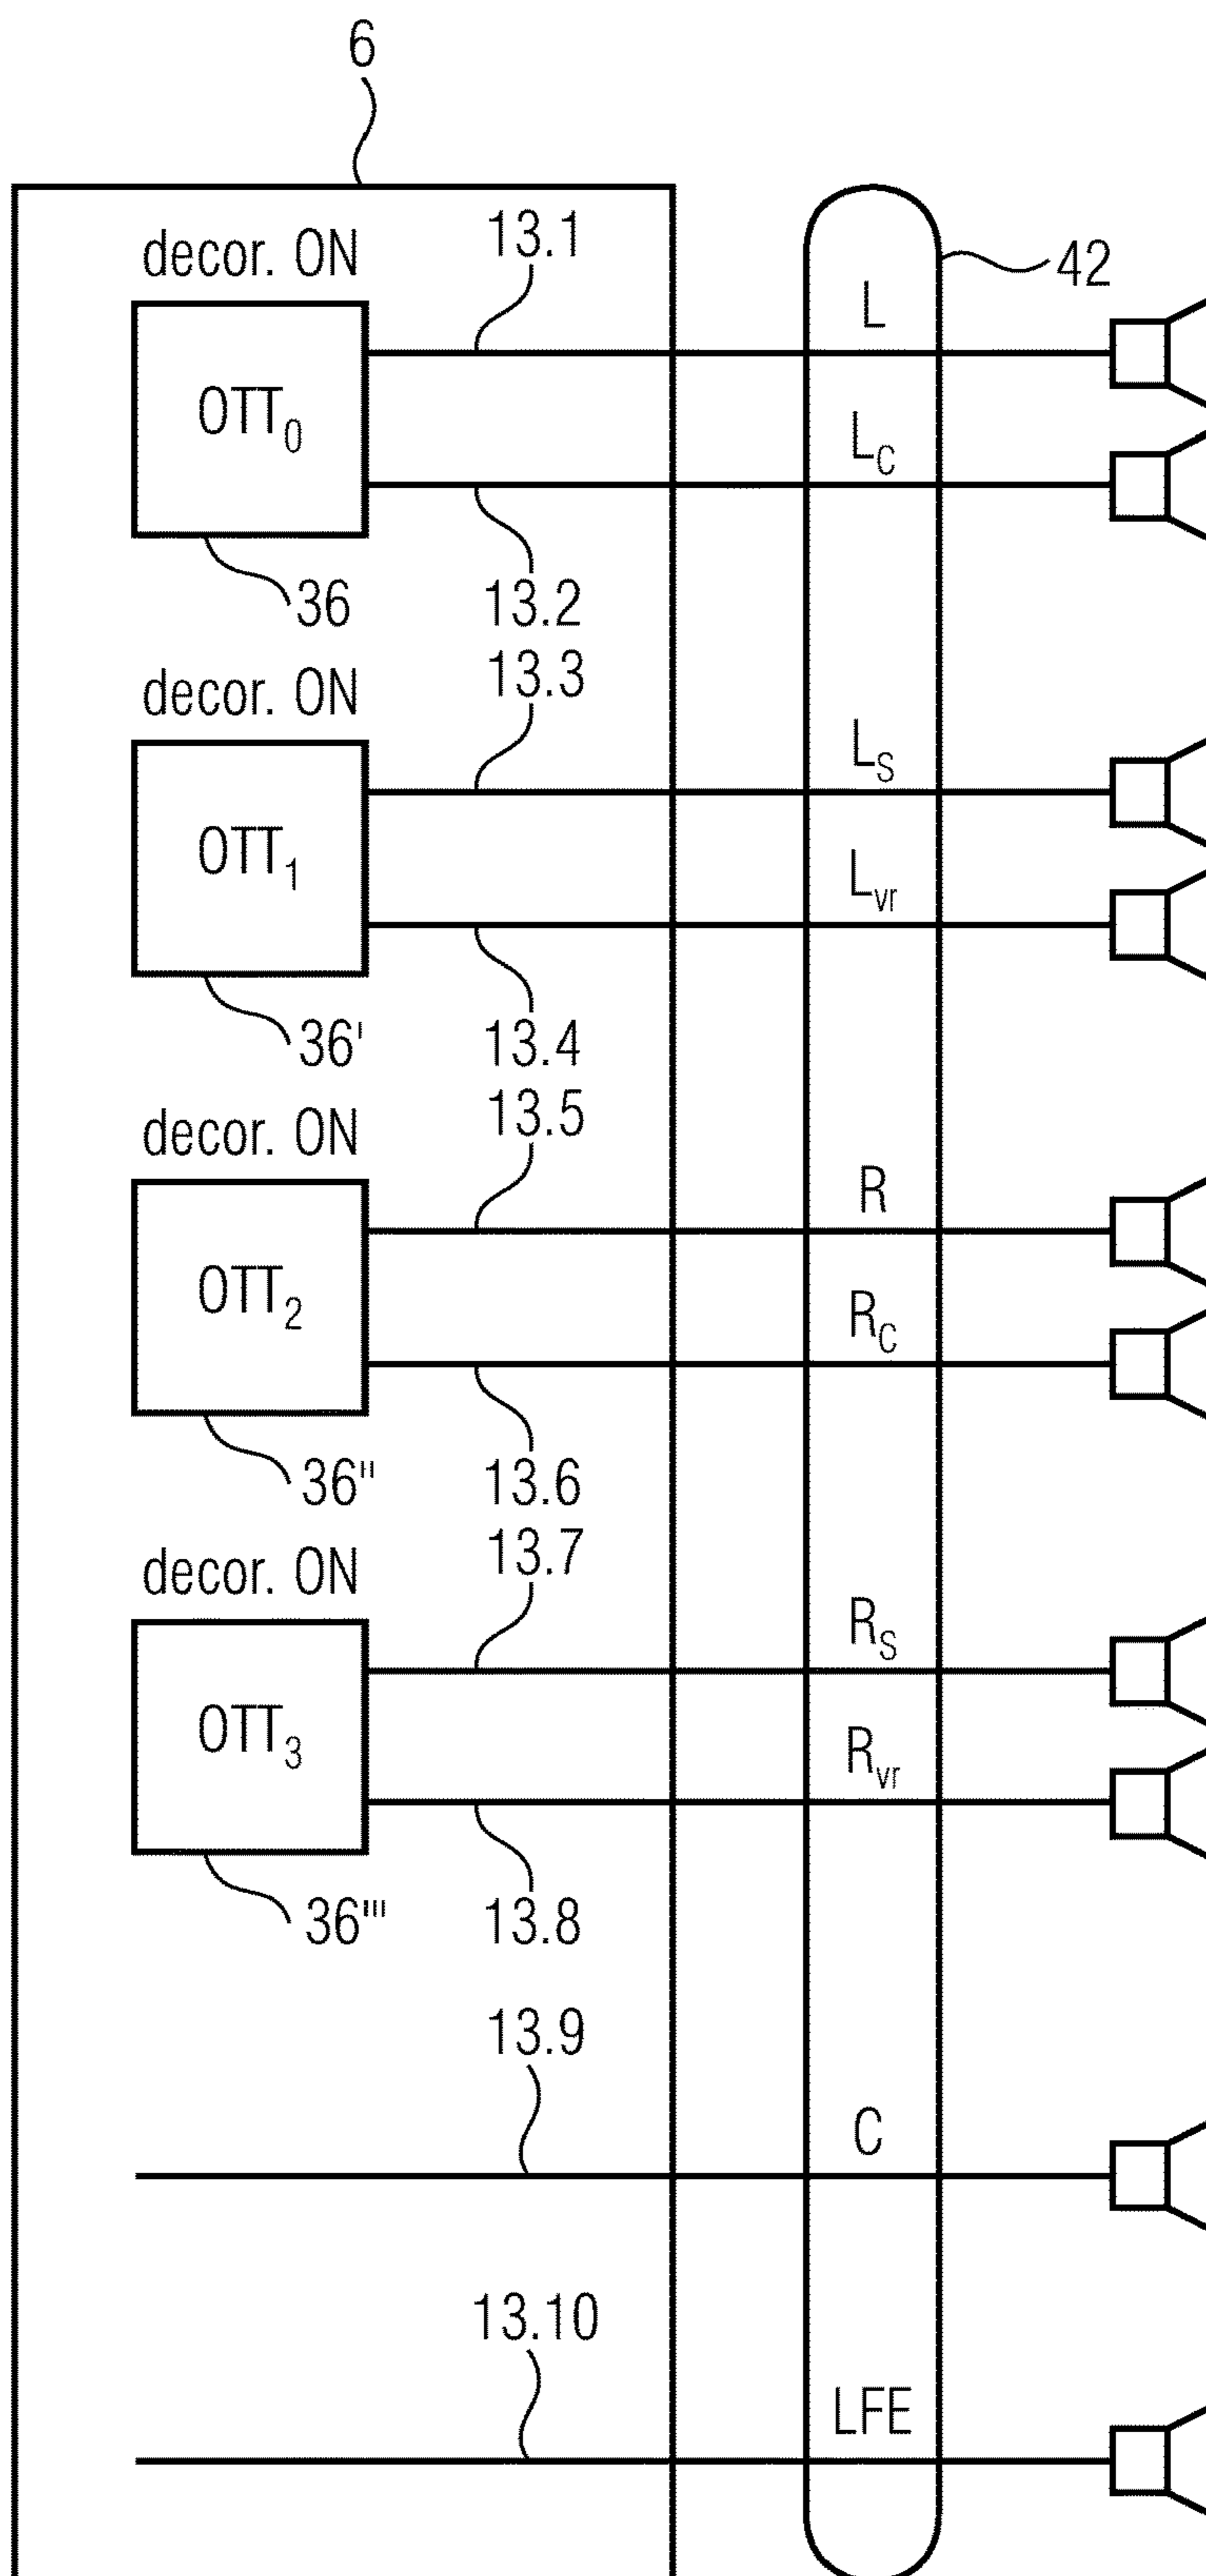 6
decor. ON
13.1
42
L
OTT0
LC
36
13.2
decor. ON
13.3
LS
OTT1
Lvr
36'
13.4
decor. ON
13.5
R
OTT2
RC
36"
13.6
decor. ON
13.7
RS
OTT3
Rvr
36'''
13.8
13.9
C
13.10
LFE